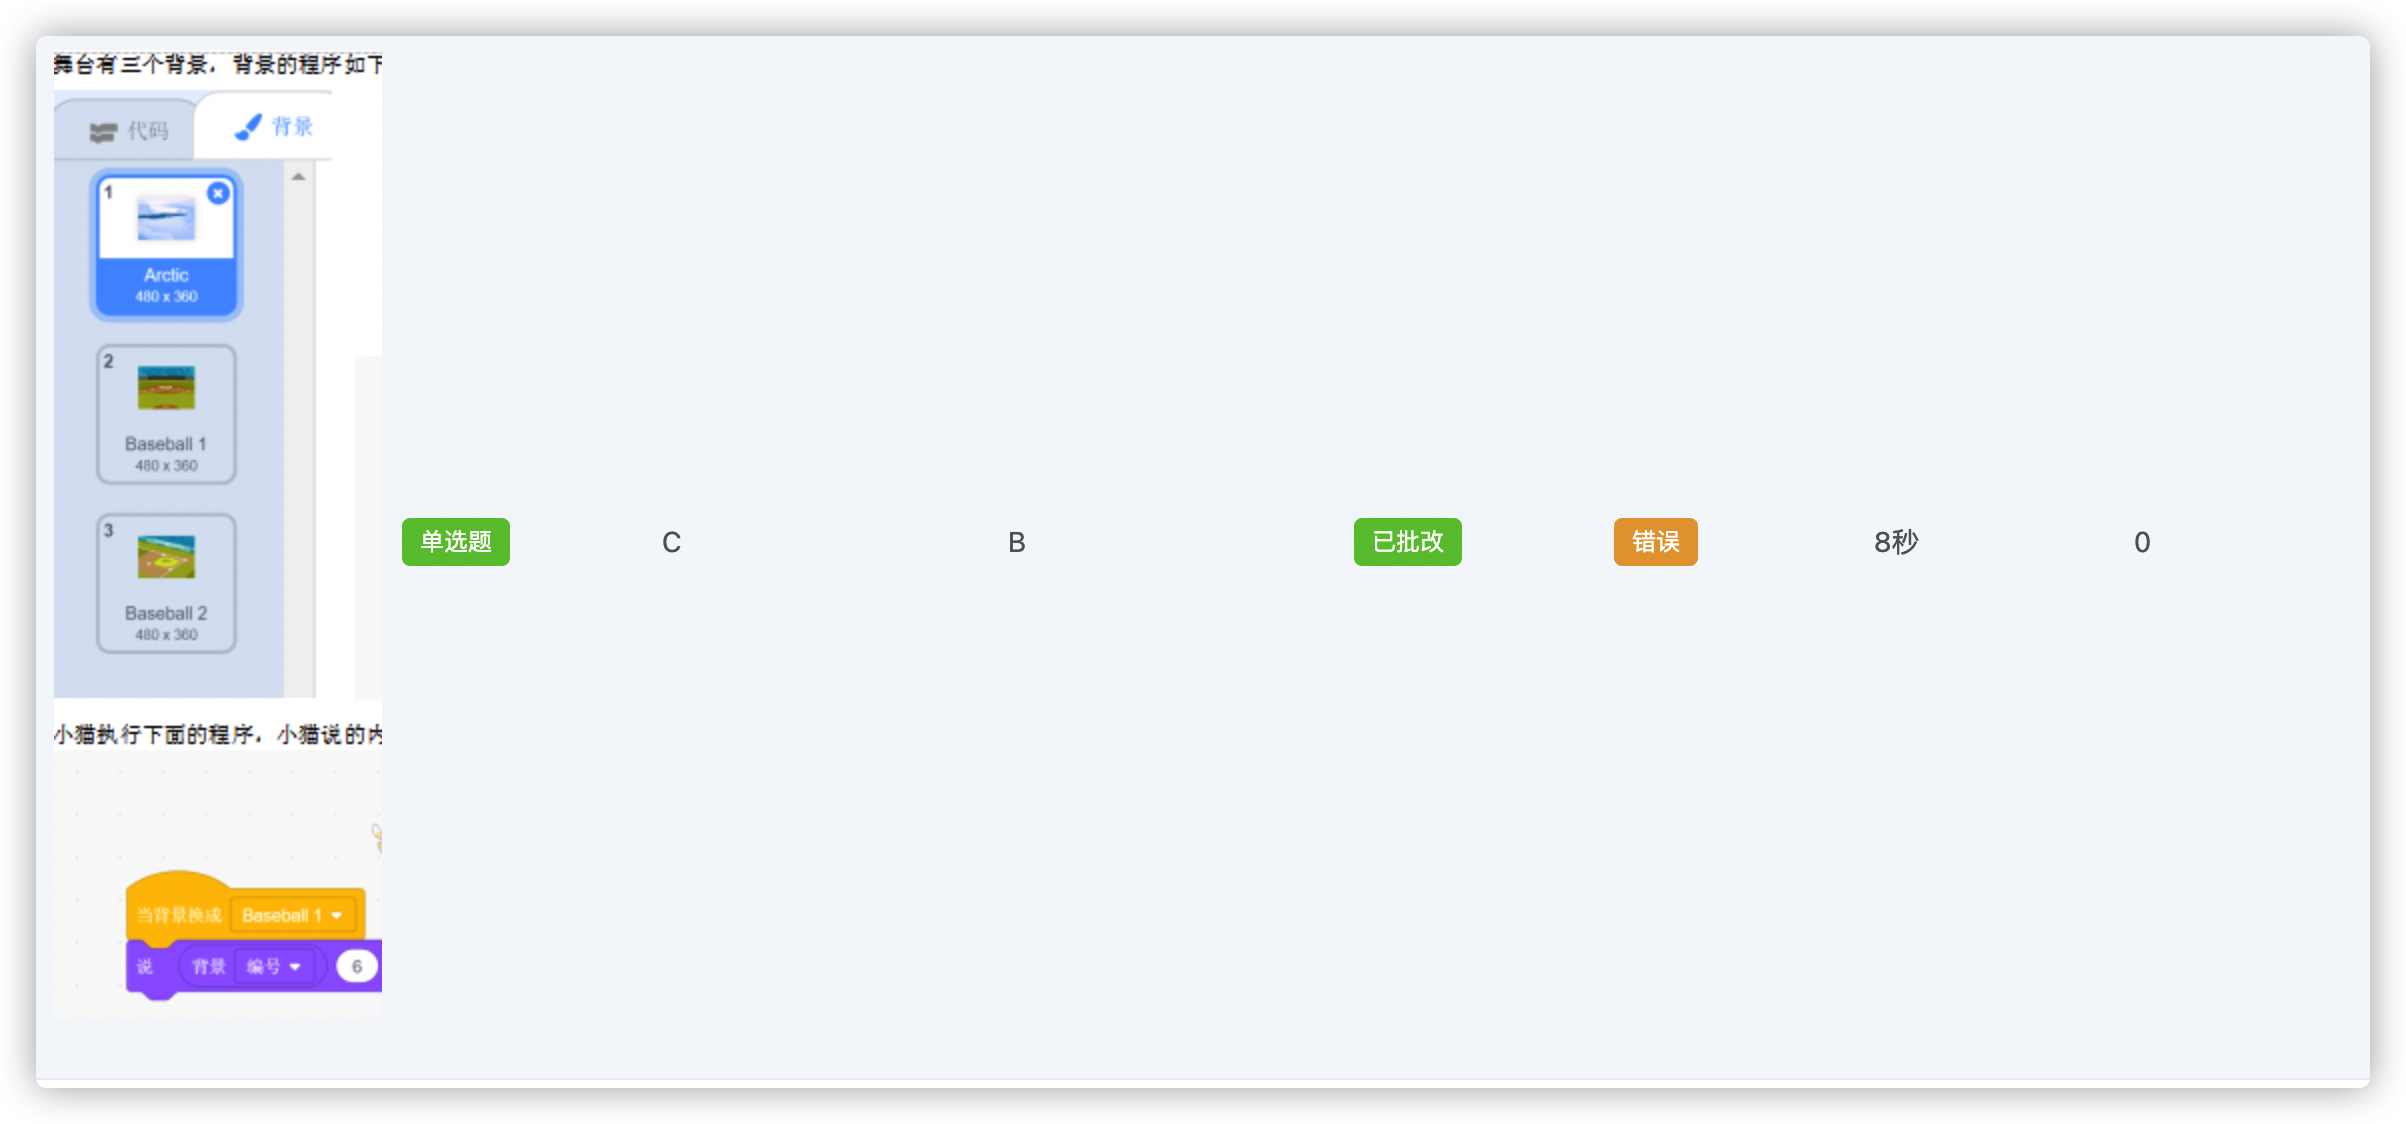 舞台有三个背景，背景的程序如下
代码 背景
1
Arctic
480 x 360
2
Baseball 1
480 x 360
3
Baseball 2
480 x 360
单选题 C B 已批改 错误 8秒 0
小猫执行下面的程序，小猫说的内
当背景换成 Baseball 1
说 背景 编号 6